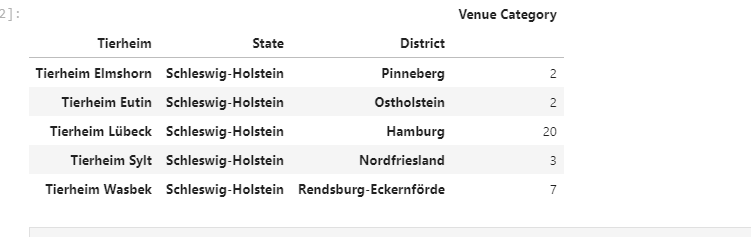 2]:
Venue Category
Tierheim State District
Tierheim Elmshorn Schleswig-Holstein Pinneberg 2
Tierheim Eutin Schleswig-Holstein Ostholstein 2
Tierheim Lübeck Schleswig-Holstein Hamburg 20
Tierheim Sylt Schleswig-Holstein Nordfriesland 3
Tierheim Wasbek Schleswig-Holstein Rendsburg-Eckernförde 7